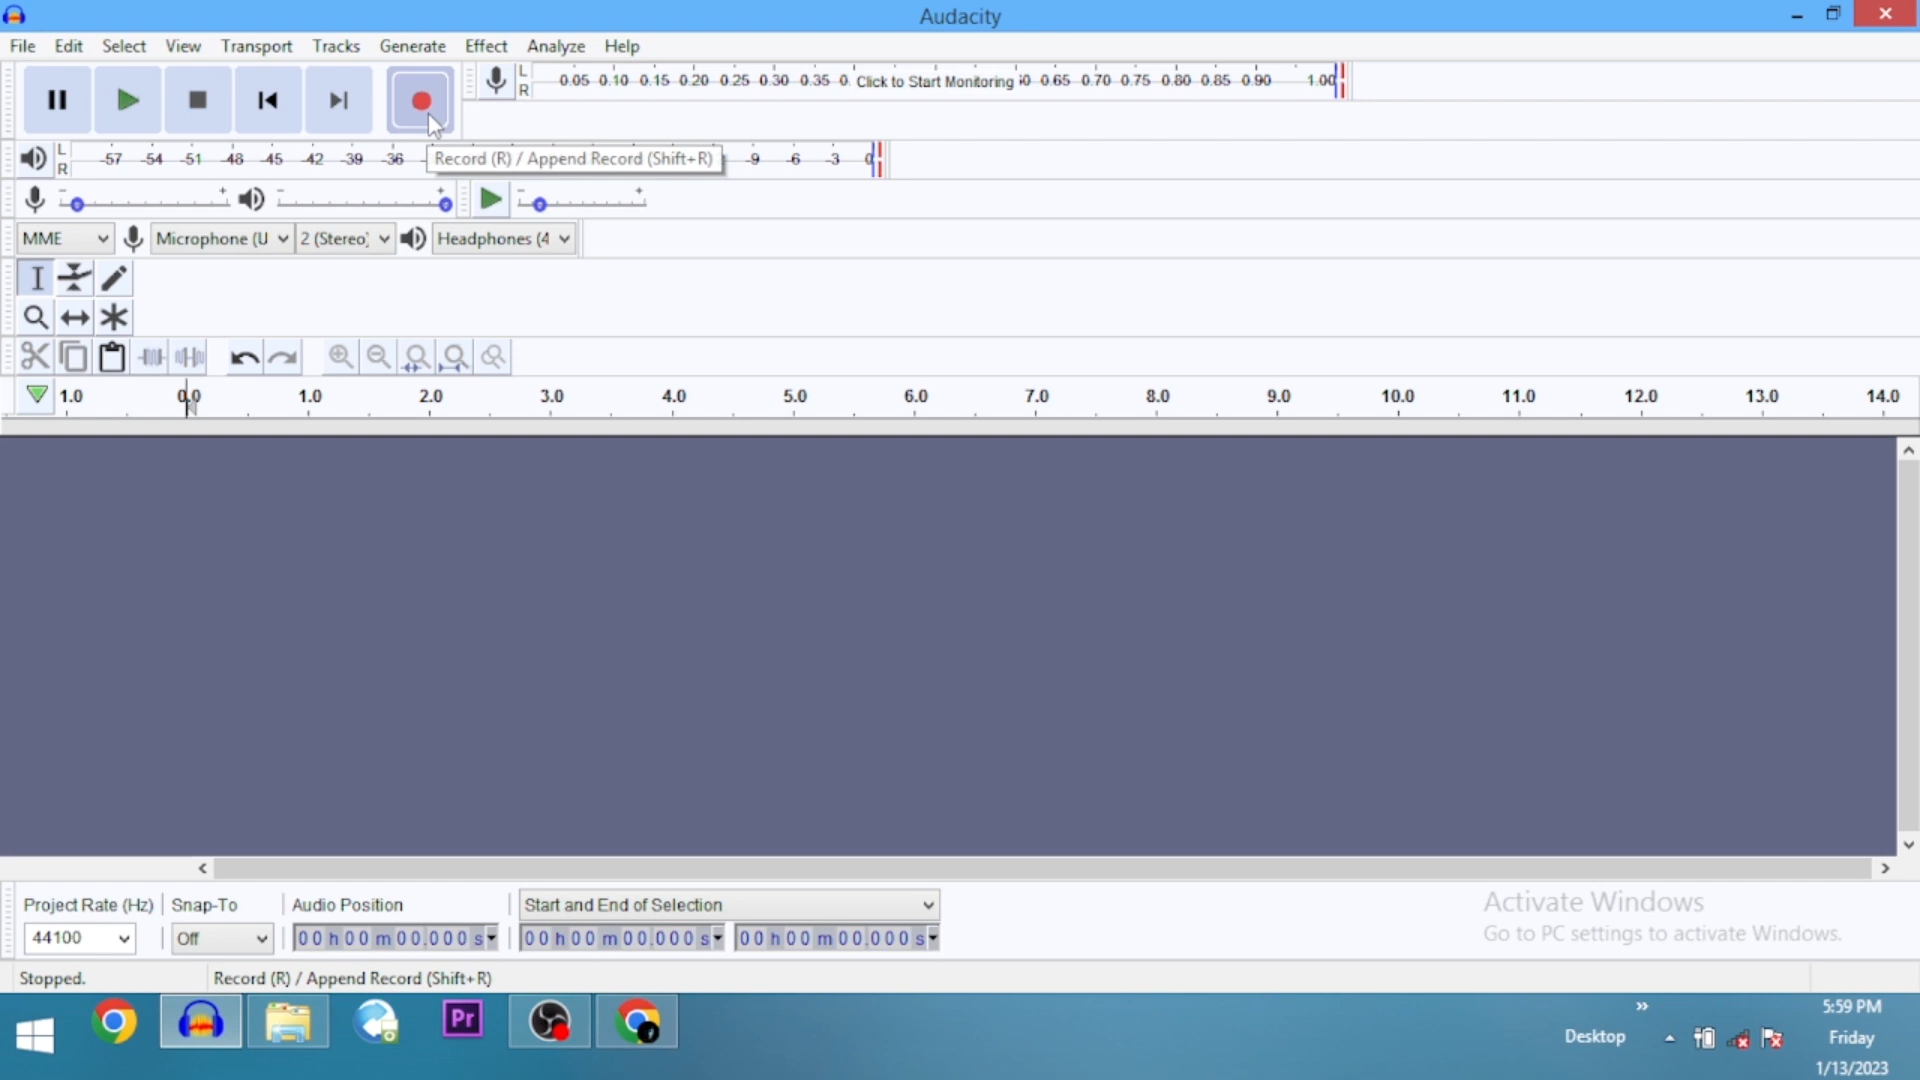 Audacity
File Edit Select View Transport Tracks Generate Effect Analyze Help
L 0.05 0.10 0.15 0.20 0.25 0.30 0.35 0. Click to Start Monitoring 0.65 0.70 0.75 0.80 0.85 0.90 1.00
R
L -57 -54 -51 -48 -45 -42 -39 -36 - Record (R) / Append Record (Shift+R) -9 -6 -3 0
R
- + - + - +
MME Microphone (U 2 (Stereo) Headphones (4
1.0 0.0 1.0 2.0 3.0 4.0 5.0 6.0 7.0 8.0 9.0 10.0 11.0 12.0 13.0 14.0
Project Rate (Hz) Snap-To Audio Position Start and End of Selection
44100 Off 00 h 00 m 00.000 s 00 h 00 m 00.000 s 00 h 00 m 00.000 s
Activate Windows
Go to PC settings to activate Windows.
Stopped. Record (R) / Append Record (Shift+R)
Pr
Desktop
5:59 PM
Friday
1/13/2023